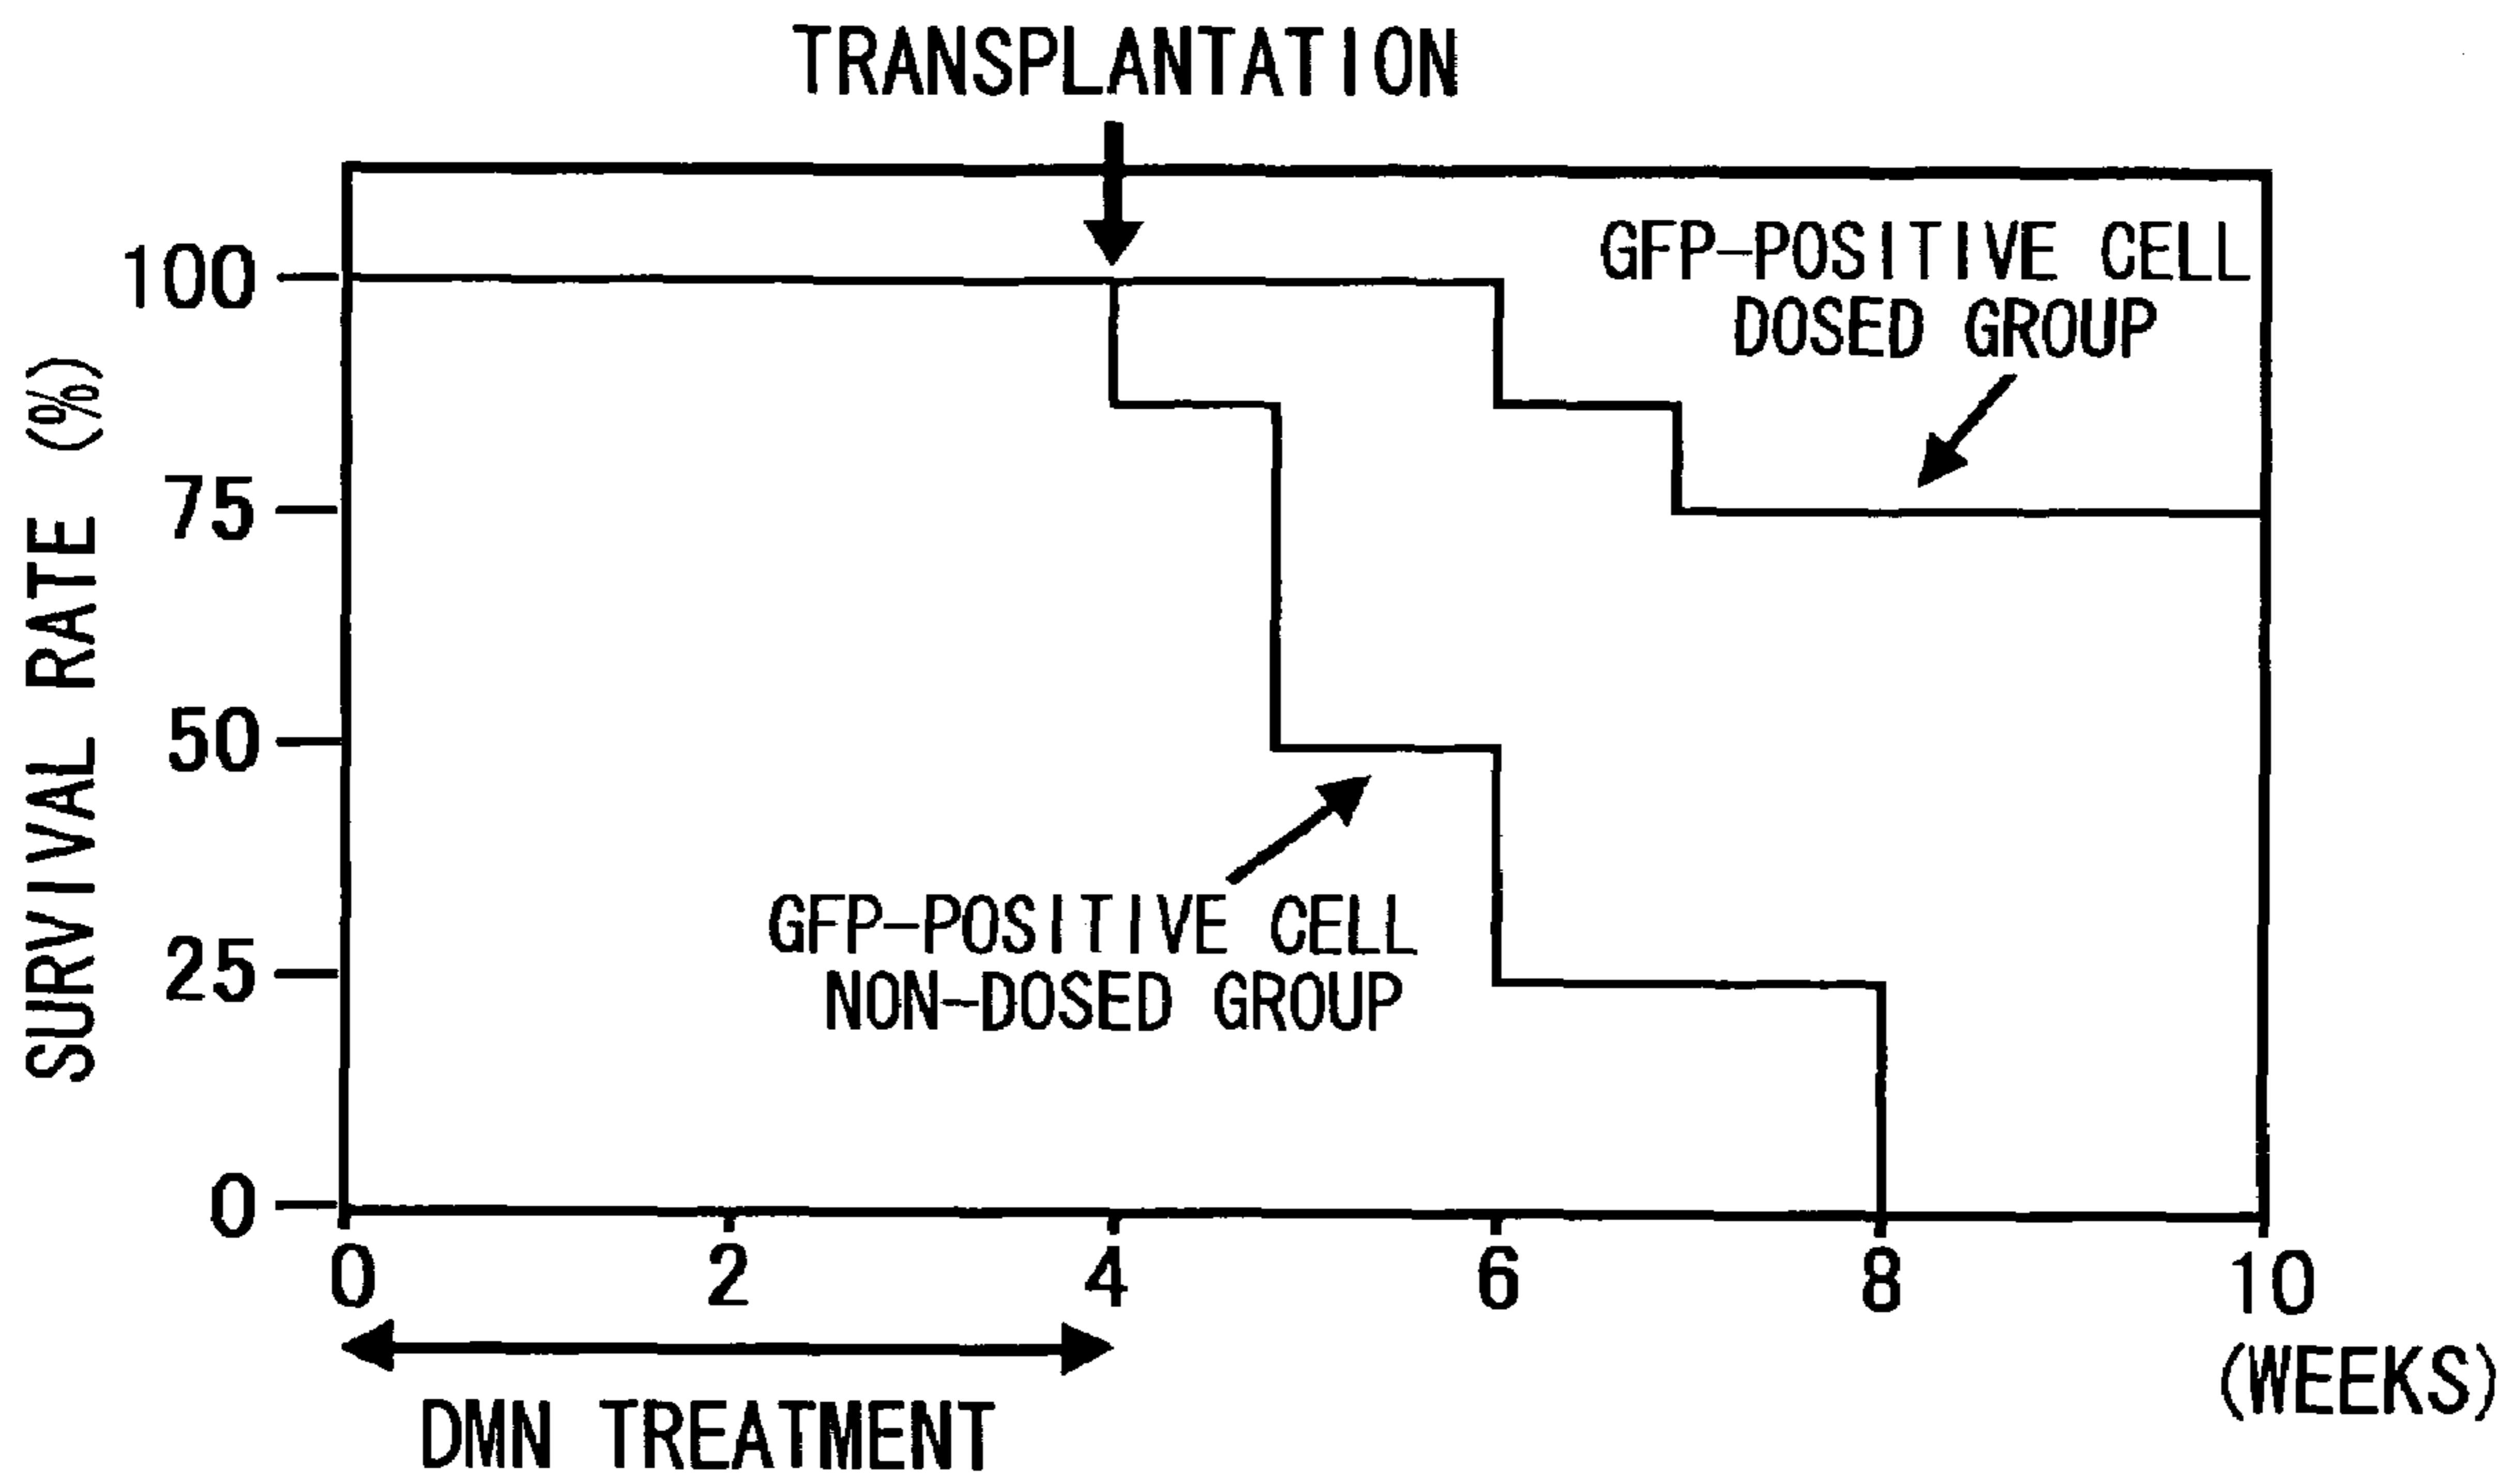 TRANSPLANTATION
GFP-POSITIVE CELL
DOSED GROUP
SURVIVAL RATE (%)
100
75
50
25
0
GFP-POSITIVE CELL
NON-DOSED GROUP
0 2 4 6 8 10
(WEEKS)
DMN TREATMENT